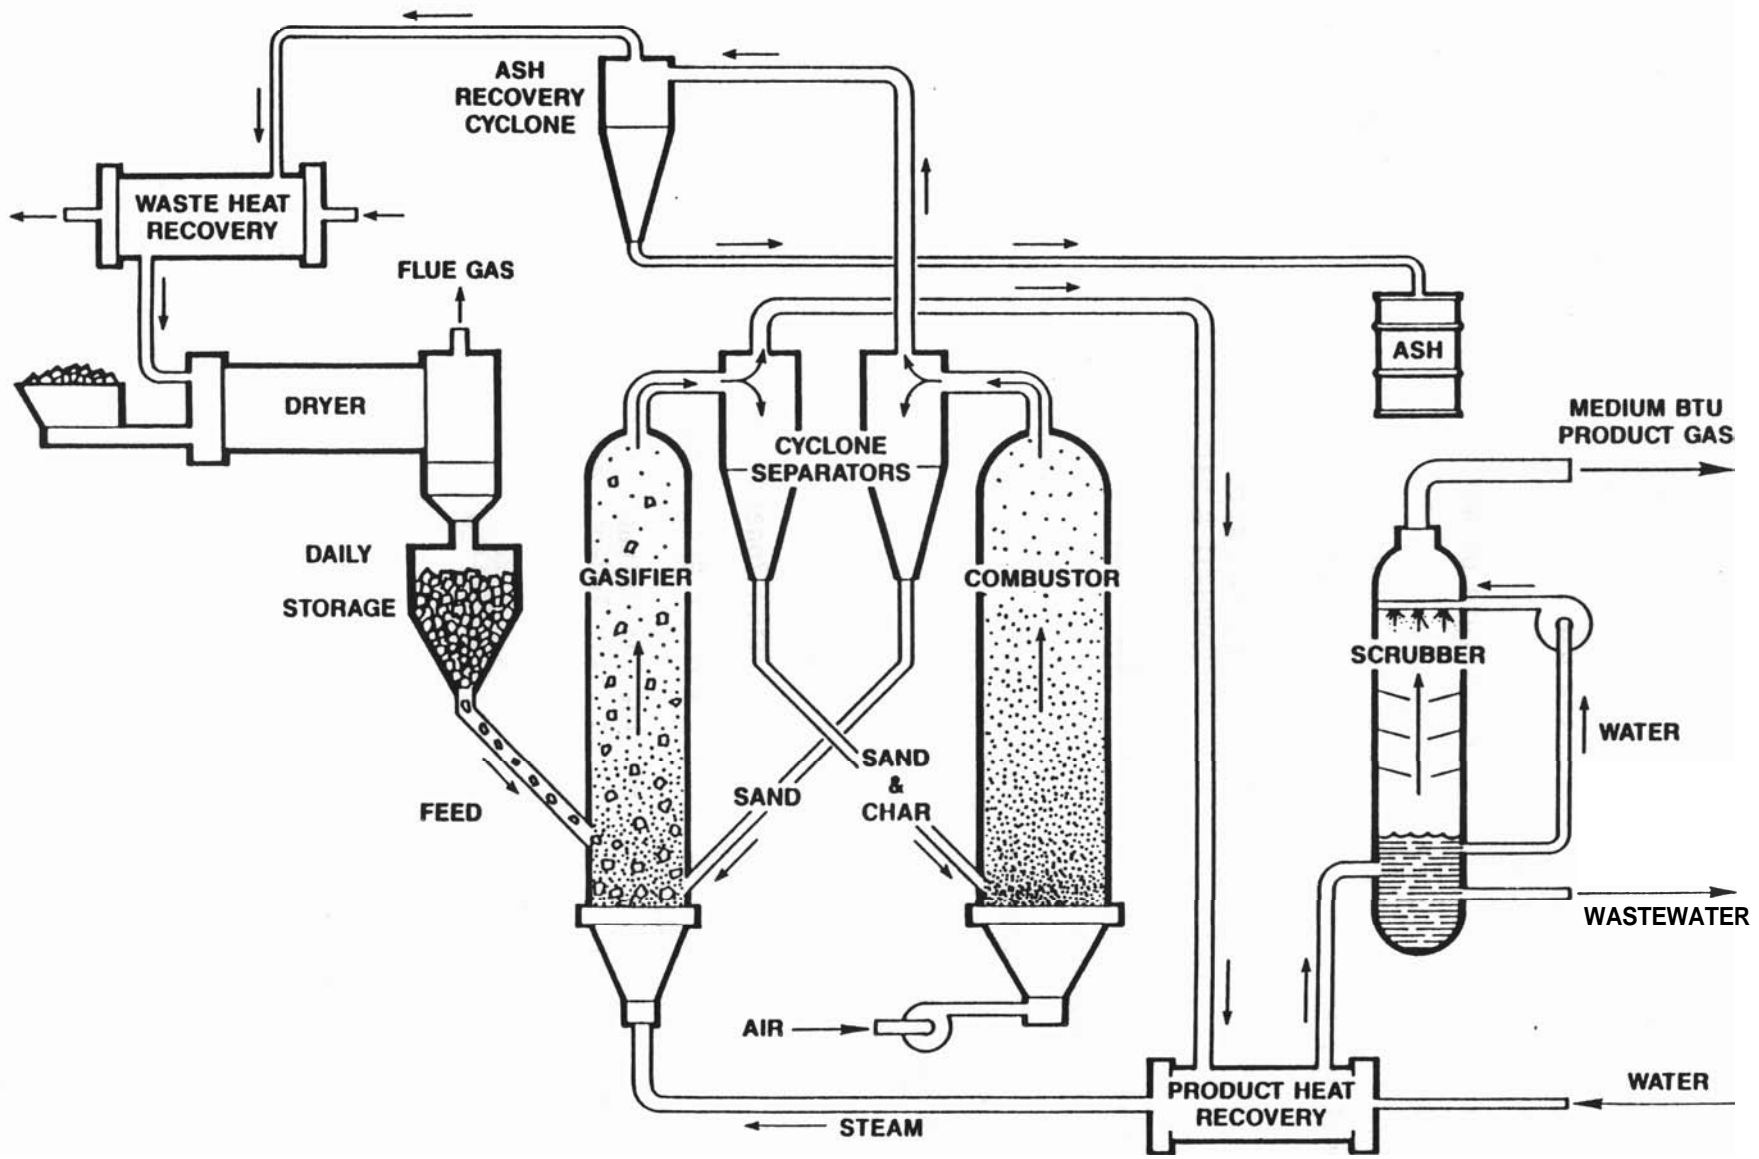 ASH
RECOVERY
CYCLONE
WASTE HEAT
RECOVERY
FLUE GAS
ASH
DRYER
MEDIUM BTU
PRODUCT GAS
CYCLONE
SEPARATORS
DAILY
STORAGE
GASIFIER
COMBUSTOR
SCRUBBER
WATER
SAND
&
CHAR
SAND
FEED
WASTEWATER
AIR
PRODUCT HEAT
RECOVERY
WATER
STEAM